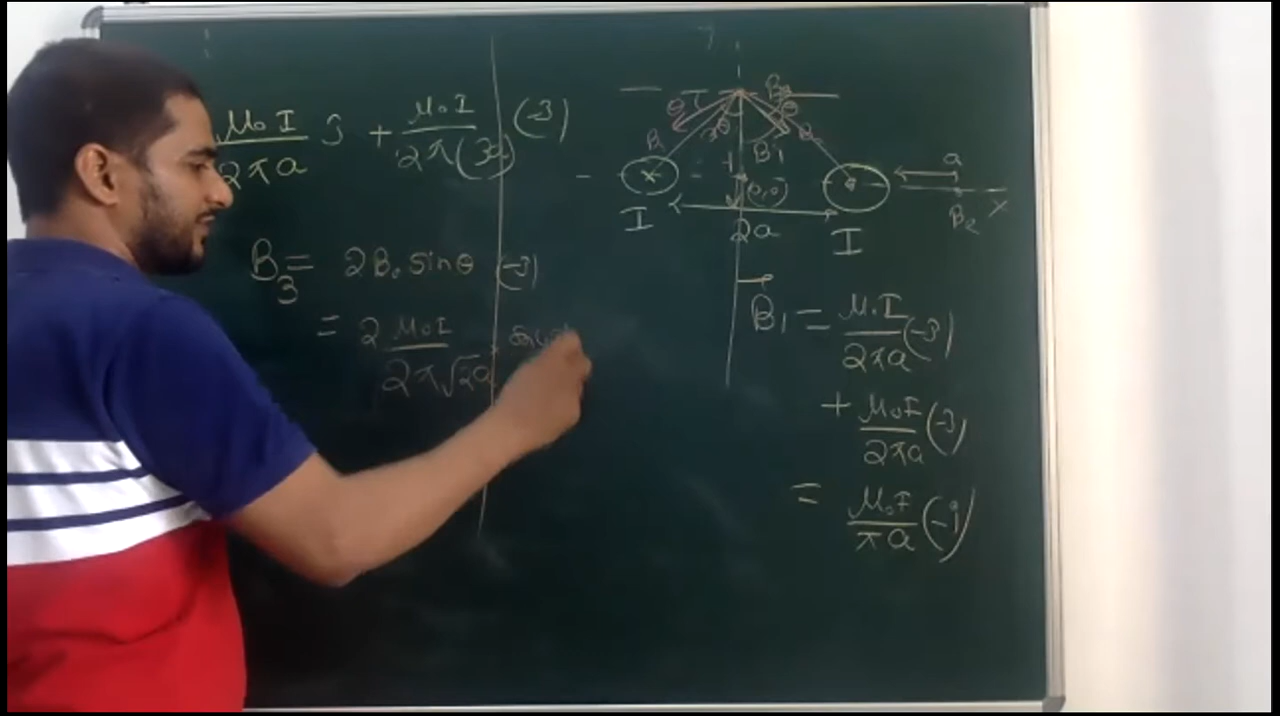 μ₀I/2πa ĵ + μ₀I/2π(3a) (-ĵ)
B₃ = 2B₀ sinθ (-ĵ)
= 2 μ₀I/2π√2a
B₂
θ
θ
B₁
a
(0,0)
I
2a
I
B₂
x
B₁ = μ₀I/2πa (-ĵ)
+ μ₀I/2πa (-ĵ)
= μ₀I/πa (-ĵ)